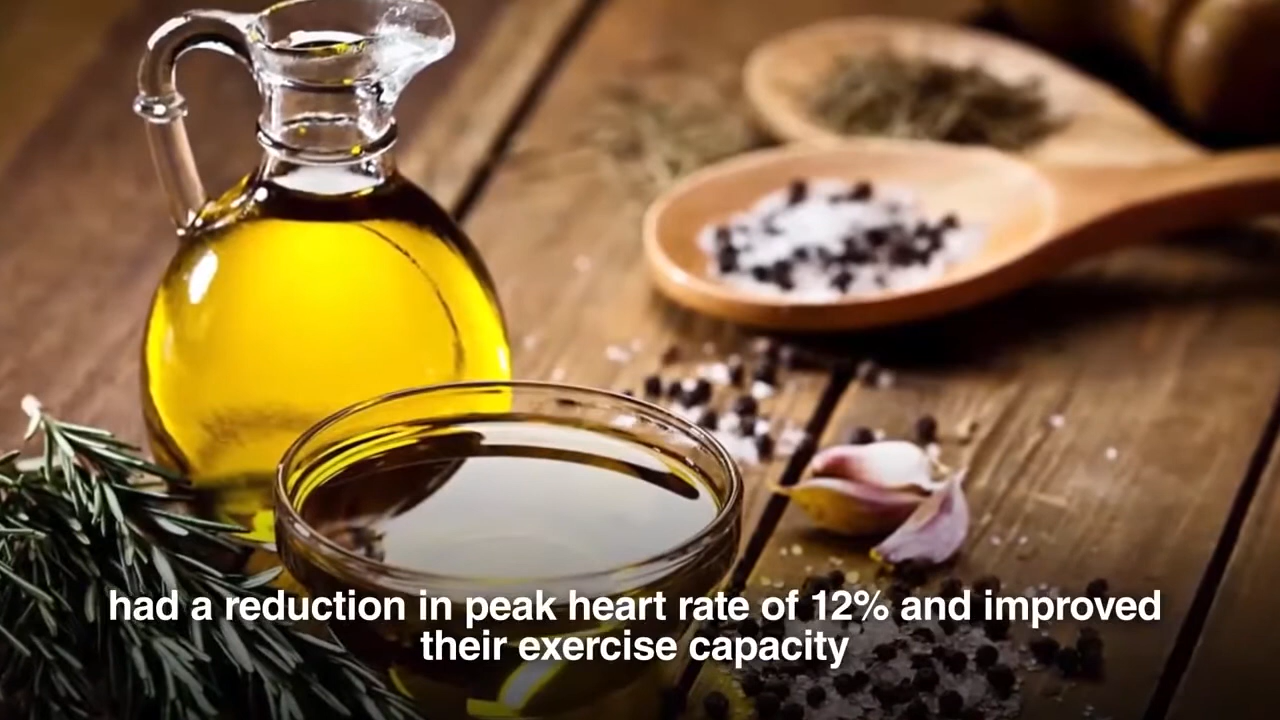 had a reduction in peak heart rate of 12% and improved
their exercise capacity